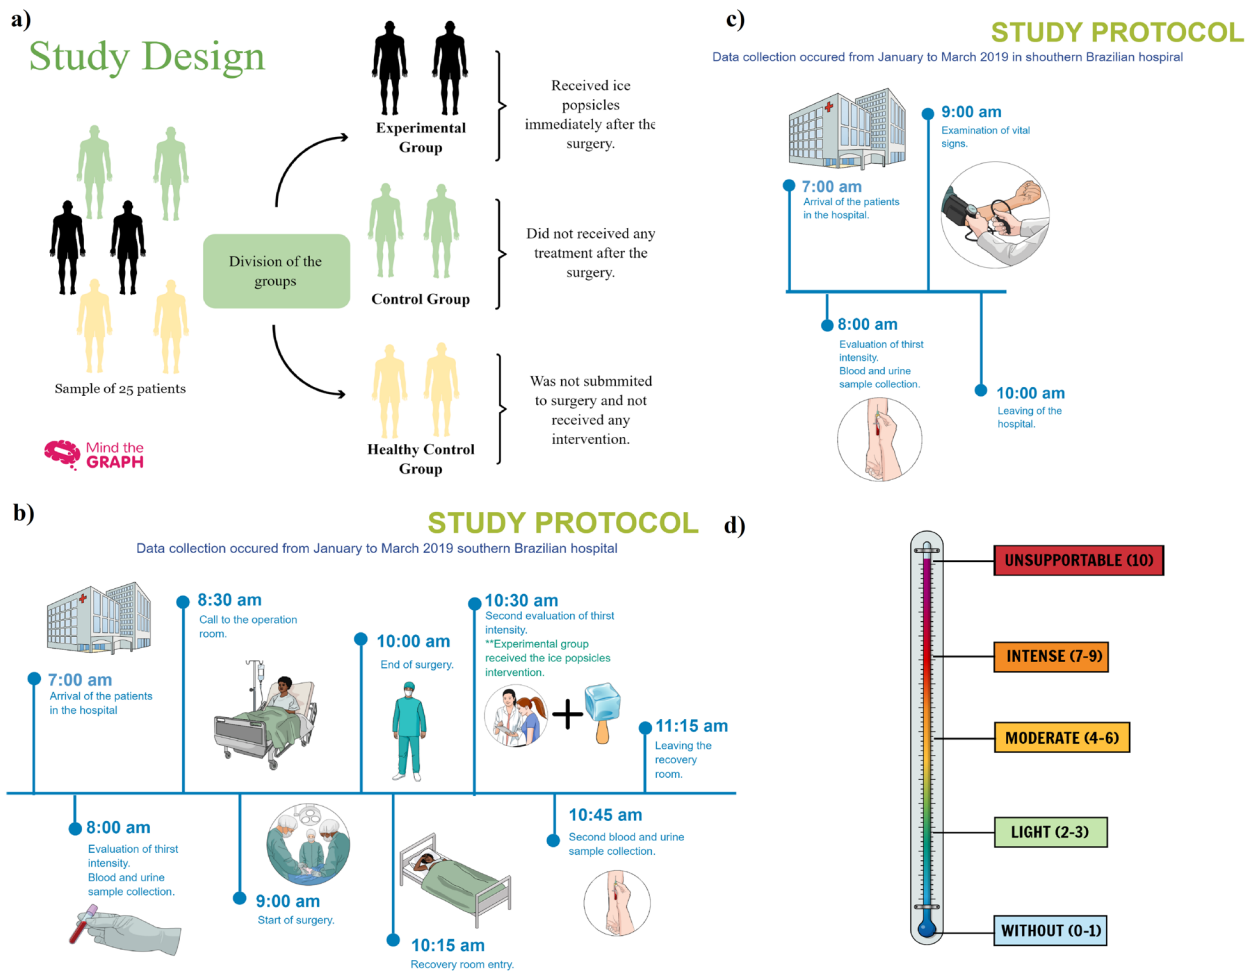 a)
Study Design
Sample of 25 patients
Mind the
GRAPH
Division of the
groups
Experimental
Group
Received ice
popsicles
immediately after the
surgery.
Control Group
Did not received any
treatment after the
surgery.
Healthy Control
Group
Was not submmited
to surgery and not
received any
intervention.
c)
STUDY PROTOCOL
Data collection occured from January to March 2019 in shouthern Brazilian hospiral
7:00 am
Arrival of the patients
in the hospital.
9:00 am
Examination of vital
signs.
8:00 am
Evaluation of thirst
intensity.
Blood and urine
sample collection.
10:00 am
Leaving of the
hospital.
b)
STUDY PROTOCOL
Data collection occured from January to March 2019 southern Brazilian hospital
7:00 am
Arrival of the patients
in the hospital
8:00 am
Evaluation of thirst
intensity.
Blood and urine
sample collection.
8:30 am
Call to the operation
room.
9:00 am
Start of surgery.
10:00 am
End of surgery.
10:15 am
Recovery room entry.
10:30 am
Second evaluation of thirst
intensity.
**Experimental group
received the ice popsicles
intervention.
10:45 am
Second blood and urine
sample collection.
11:15 am
Leaving the
recovery
room.
d)
UNSUPPORTABLE (10)
INTENSE (7-9)
MODERATE (4-6)
LIGHT (2-3)
WITHOUT (0-1)